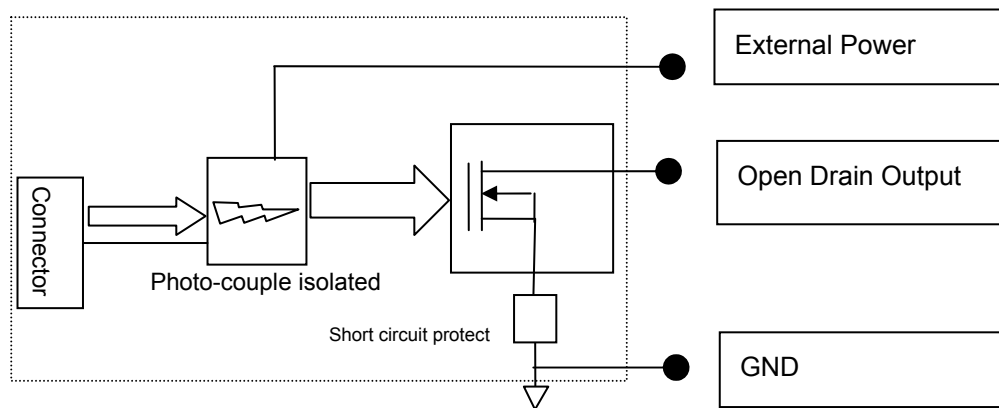 External Power
Open Drain Output
Connector
Photo-couple isolated
Short circuit protect
GND